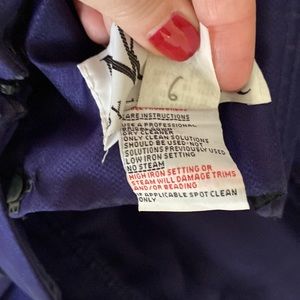 6
CARE INSTRUCTIONS
USE A PROFESSIONAL
DRY CLEANER
ONLY CLEAN SOLUTIONS
SHOULD BE USED-NOT
SOLUTIONS PREVIOUSLY USED
LOW IRON SETTING
NO STEAM
HIGH IRON SETTING OR
STEAM WILL DAMAGE TRIMS
AND/OR BEADING
IF APPLICABLE SPOT CLEAN
ONLY